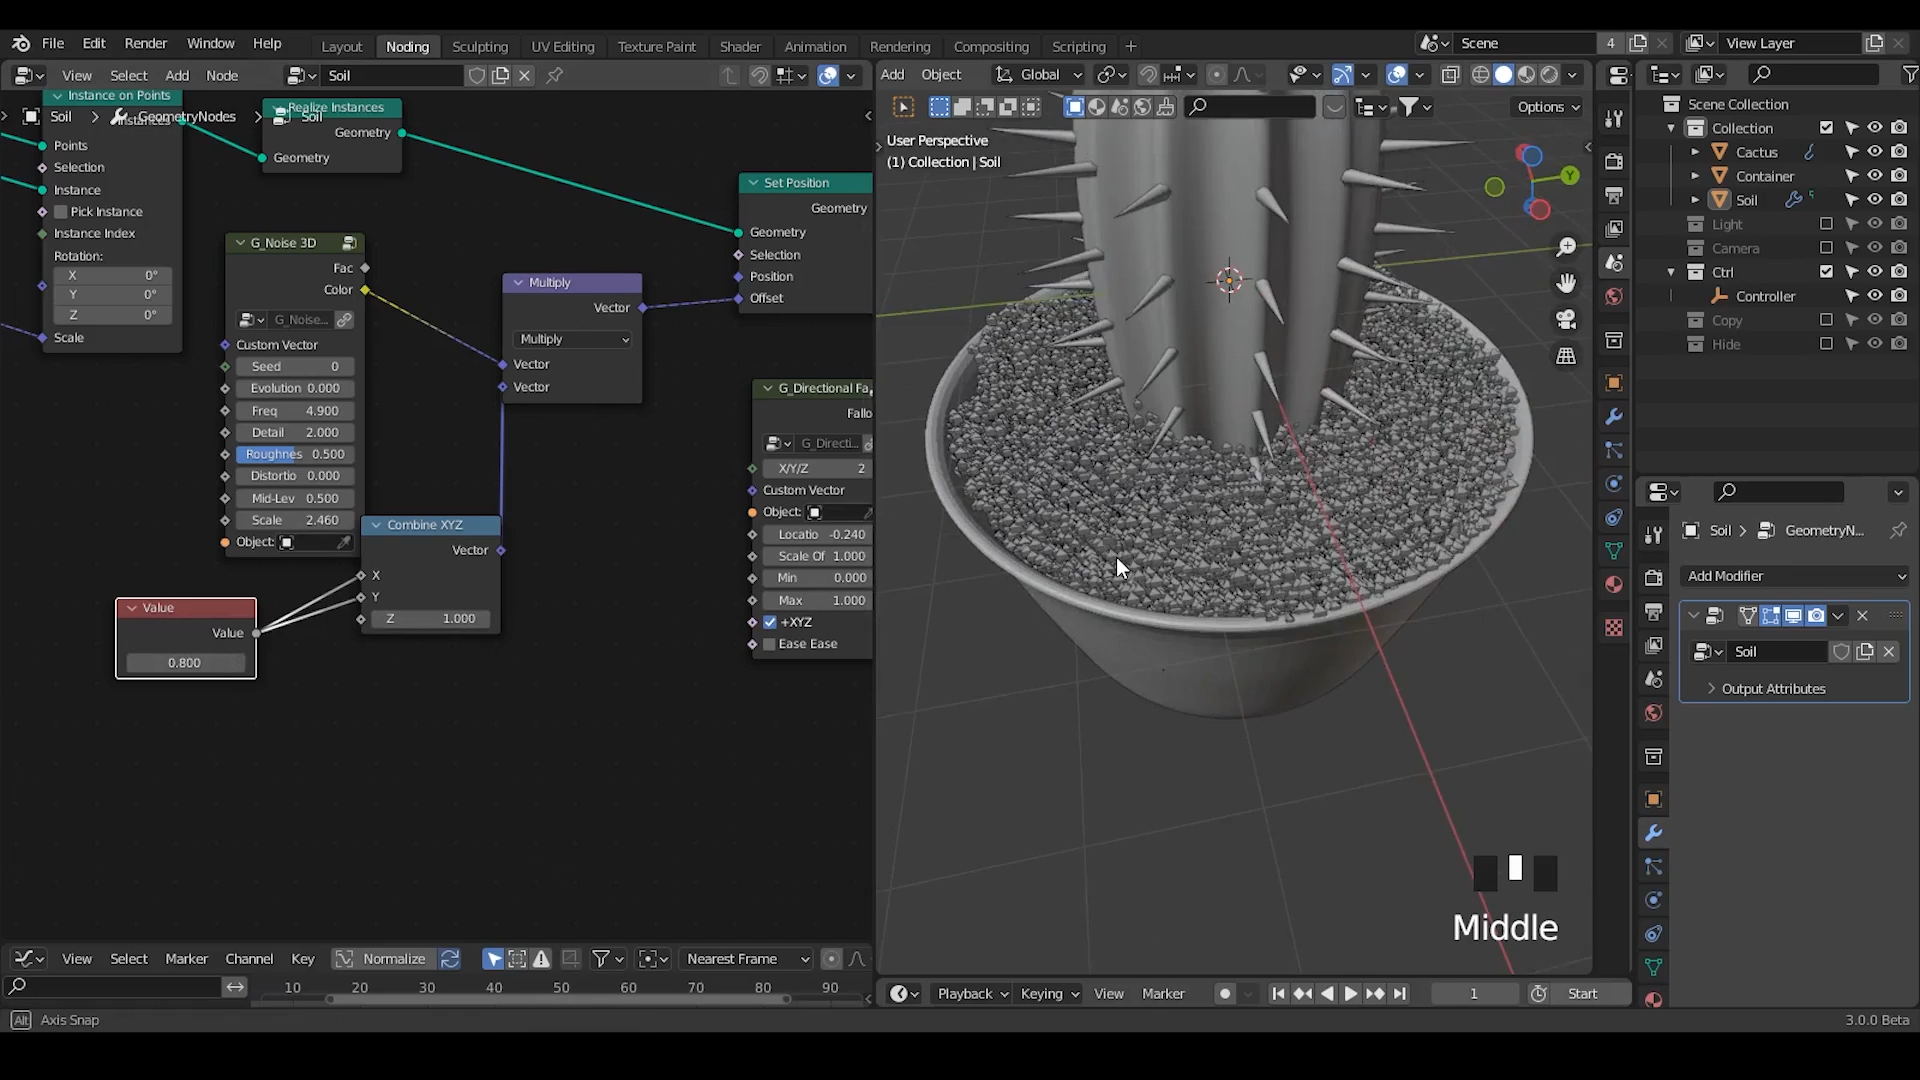 File Edit Render Window Help
Layout Noding Sculpting UV Editing Texture Paint Shader Animation Rendering Compositing Scripting +
Scene 4
View Layer
View Select Add Node
Soil
Add Object Global
Options
Instance on Points
Instances
Points
Selection
Instance
Pick Instance
Instance Index
Rotation:
X 0°
Y 0°
Z 0°
Scale
Soil > GeometryNodes > Soil
Realize Instances
Geometry
Geometry
G_Noise 3D
Fac
Color
G_Noise...
Custom Vector
Seed 0
Evolution 0.000
Freq 4.900
Detail 2.000
Roughnes 0.500
Distortio 0.000
Mid-Lev 0.500
Scale 2.460
Object:
Multiply
Vector
Multiply
Vector
Vector
Set Position
Geometry
Geometry
Selection
Position
Offset
G_Directional Fa
Fallo
G_Directi...
X/Y/Z 2
Custom Vector
Object:
Locatio -0.240
Scale Of 1.000
Min 0.000
Max 1.000
+XYZ
Ease Ease
Combine XYZ
Vector
X
Y
Z 1.000
Value
Value
0.800
User Perspective
(1) Collection | Soil
Y
Middle
Scene Collection
Collection
Cactus
Container
Soil
Light
Camera
Ctrl
Controller
Copy
Hide
Soil > GeometryN...
Add Modifier
Soil
Output Attributes
View Select Marker Channel Key Normalize Nearest Frame
10 20 30 40 50 60 70 80 90
Playback Keying View Marker 1 Start
Alt Axis Snap
3.0.0 Beta